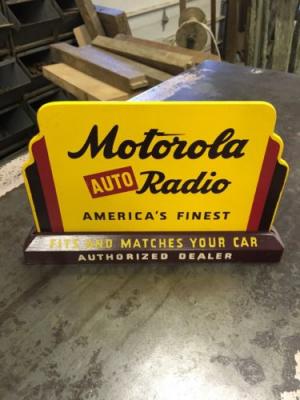 Motorola
AUTO Radio
AMERICA'S FINEST
FITS AND MATCHES YOUR CAR
AUTHORIZED DEALER